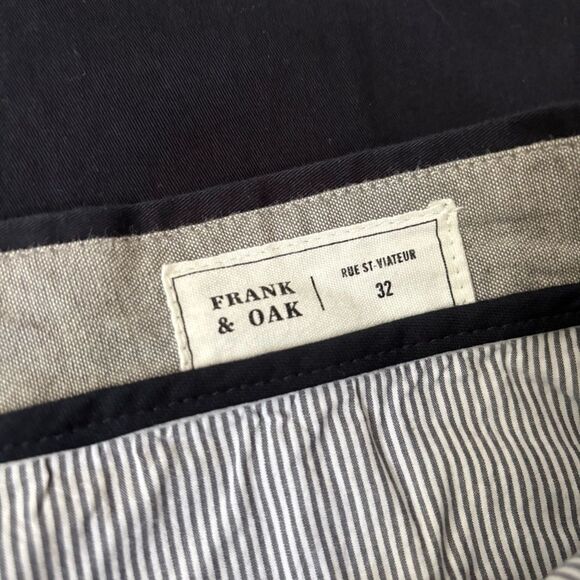 FRANK
& OAK
RUE ST-VIATEUR
32